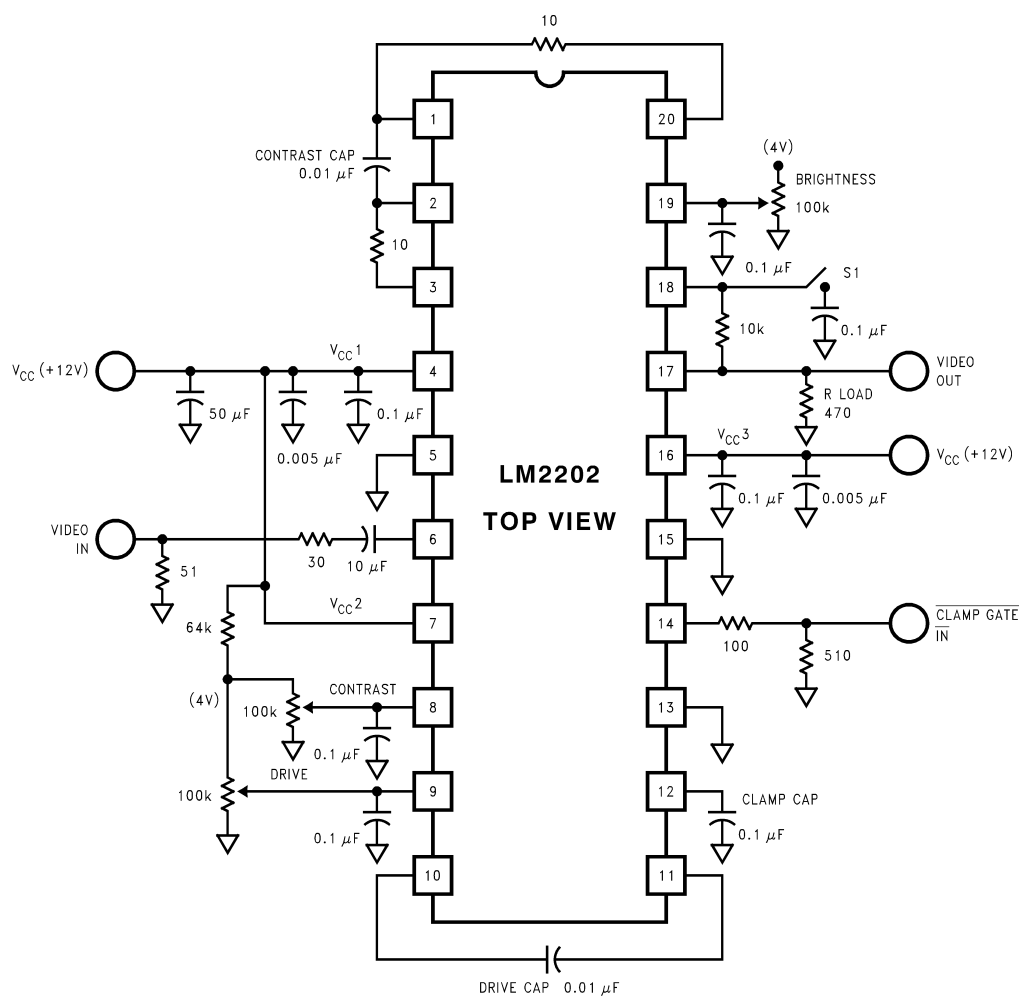 10
1
20
(4V)
CONTRAST CAP
0.01 µF
BRIGHTNESS
100k
2
19
10
0.1 µF
3
18
S1
10k
0.1 µF
VCC (+12V)
VCC1
4
17
VIDEO
OUT
50 µF
0.1 µF
R LOAD
470
0.005 µF
VCC3
5
16
VCC (+12V)
LM2202
0.1 µF
0.005 µF
TOP VIEW
VIDEO
IN
6
15
51
30
10 µF
VCC2
64k
7
14
CLAMP GATE
IN
100
510
(4V)
CONTRAST
100k
8
13
0.1 µF
DRIVE
100k
9
12
CLAMP CAP
0.1 µF
0.1 µF
10
11
DRIVE CAP 0.01 µF